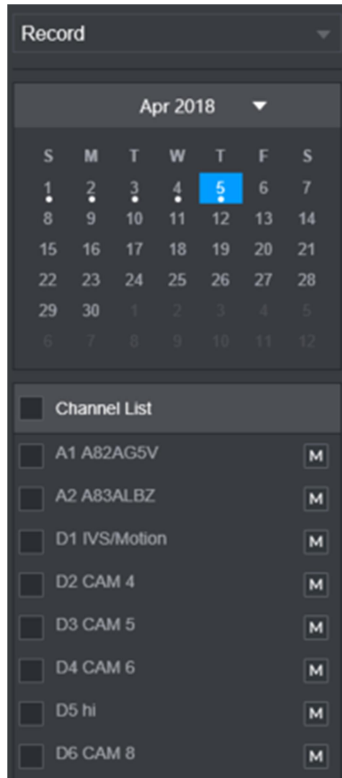 Record
Apr 2018
S M T W T F S
1 2 3 4 5 6 7
8 9 10 11 12 13 14
15 16 17 18 19 20 21
22 23 24 25 26 27 28
29 30 1 2 3 4 5
6 7 8 9 10 11 12
Channel List
A1 A82AG5V M
A2 A83ALBZ M
D1 IVS/Motion M
D2 CAM 4 M
D3 CAM 5 M
D4 CAM 6 M
D5 hi M
D6 CAM 8 M